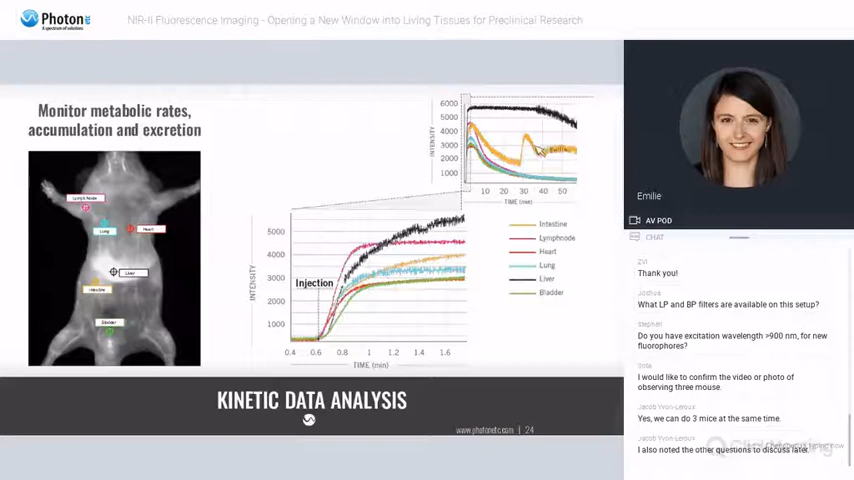 Photon etc
A spectrum of solutions
NIR-II Fluorescence Imaging - Opening a New Window into Living Tissues for Preclinical Research
Monitor metabolic rates,
accumulation and excretion
Lymph Node
Lung
Heart
Liver
Intestine
Bladder
INTENSITY
6000
5000
4000
3000
2000
1000
10 20 30 40 50
TIME (min)
INTENSITY
5000
4000
3000
2000
1000
Injection
0.4 0.6 0.8 1 1.2 1.4 1.6
TIME (min)
Intestine
Lymphnode
Heart
Lung
Liver
Bladder
KINETIC DATA ANALYSIS
www.photonetc.com | 24
Emilie
AV POD
CHAT
ZVI
Thank you!
Joshua
What LP and BP filters are available on this setup?
Stephen
Do you have excitation wavelength >900 nm, for new
fluorophores?
Sota
I would like to confirm the video or photo of
observing three mouse.
Jacob Yvon-Leroux
Yes, we can do 3 mice at the same time.
Jacob Yvon-Leroux
I also noted the other questions to discuss later.